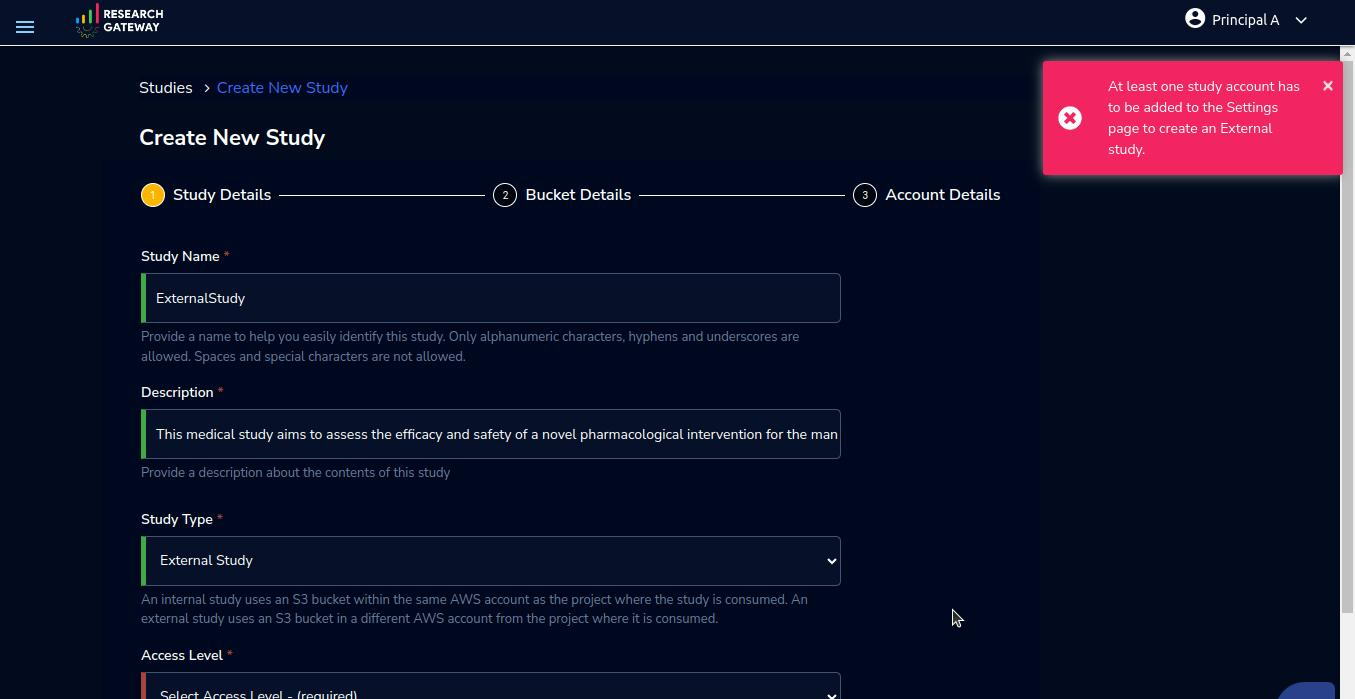 RESEARCH
GATEWAY
Principal A
Studies > Create New Study
At least one study account has
to be added to the Settings
page to create an External
study.
Create New Study
1 Study Details 2 Bucket Details 3 Account Details
Study Name *
ExternalStudy
Provide a name to help you easily identify this study. Only alphanumeric characters, hyphens and underscores are
allowed. Spaces and special characters are not allowed.
Description *
This medical study aims to assess the efficacy and safety of a novel pharmacological intervention for the man
Provide a description about the contents of this study
Study Type *
External Study
An internal study uses an S3 bucket within the same AWS account as the project where the study is consumed. An
external study uses an S3 bucket in a different AWS account from the project where it is consumed.
Access Level *
Select Access Level - (required)